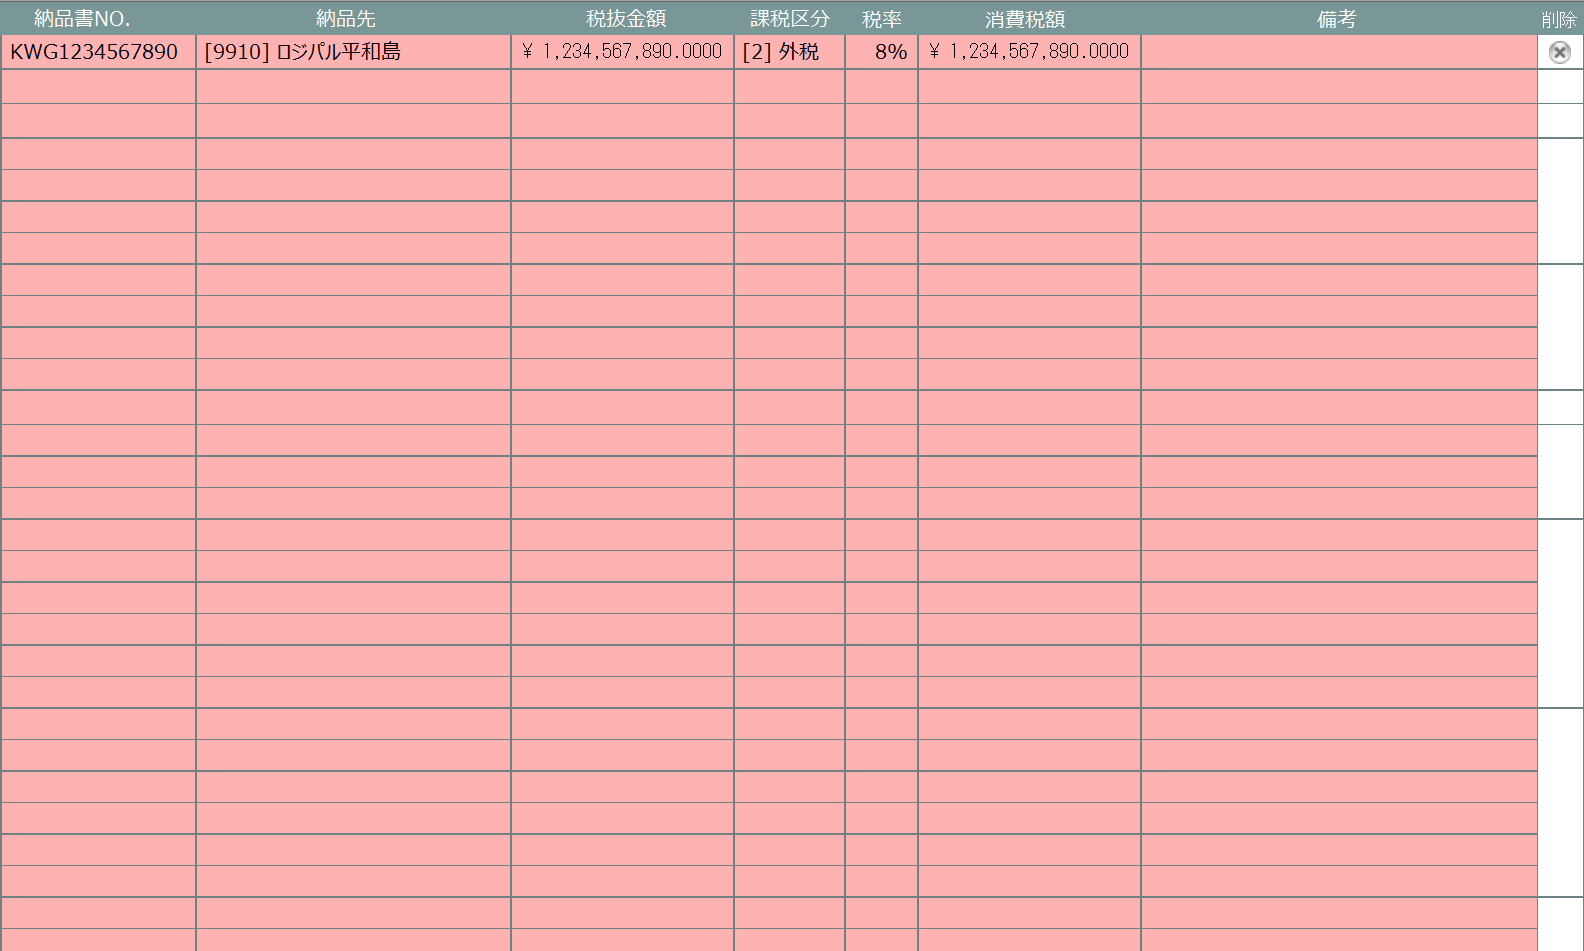 納品書NO. 納品先 税抜金額 課税区分 税率 消費税額 備考 削除
KWG1234567890 [9910] ロジパル平和島 ¥ 1,234,567,890.0000 [2] 外税 8% ¥ 1,234,567,890.0000